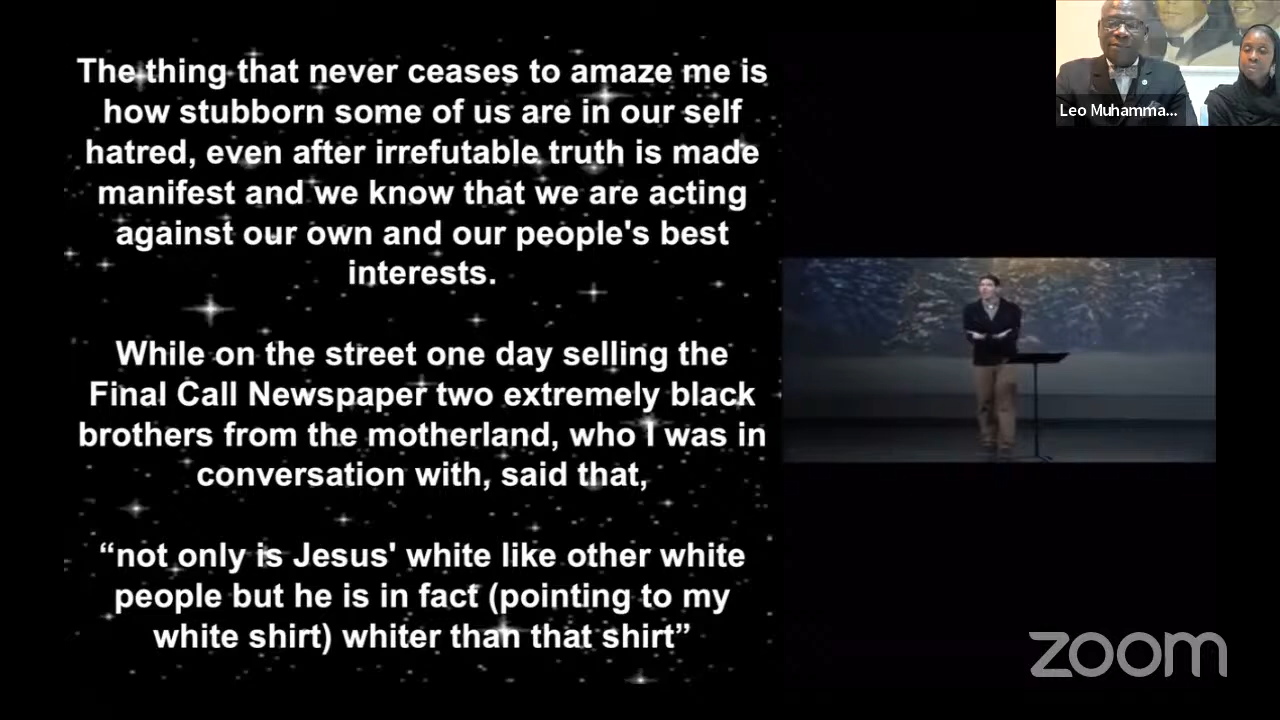 The thing that never ceases to amaze me is
how stubborn some of us are in our self
hatred, even after irrefutable truth is made
manifest and we know that we are acting
against our own and our people's best
interests.
While on the street one day selling the
Final Call Newspaper two extremely black
brothers from the motherland, who I was in
conversation with, said that,
“not only is Jesus' white like other white
people but he is in fact (pointing to my
white shirt) whiter than that shirt”
Leo Muhamma...
zoom